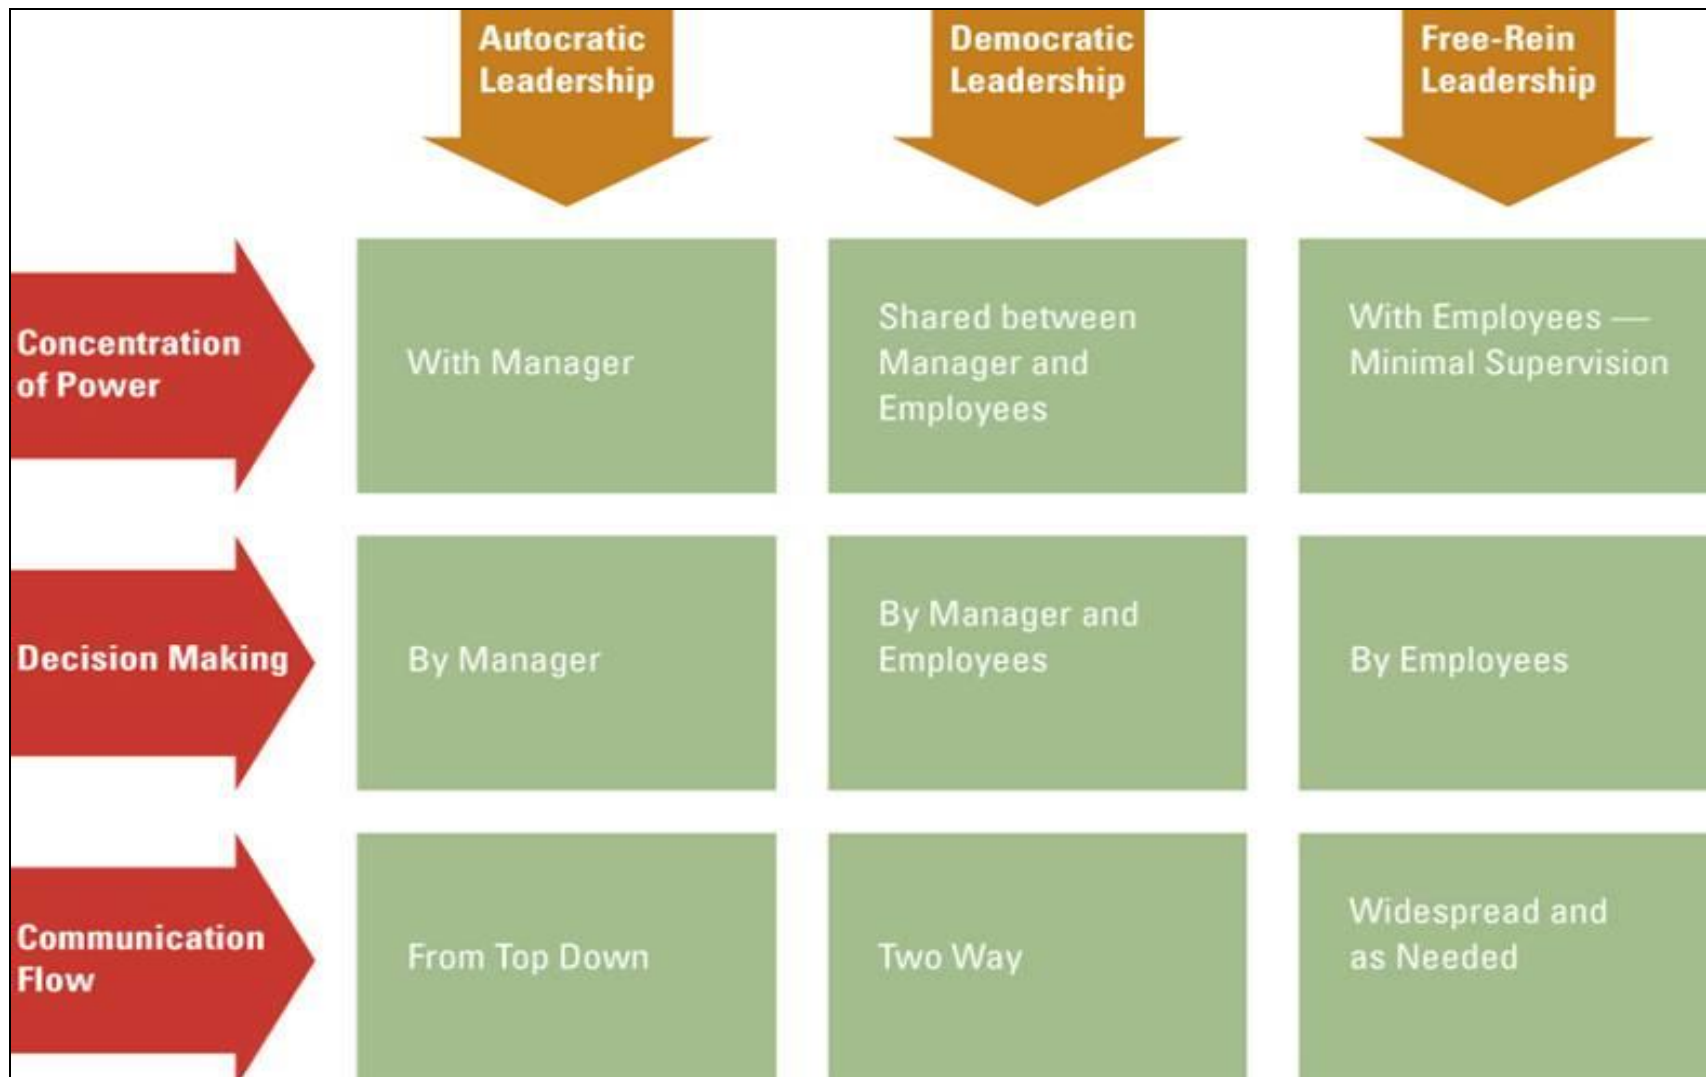 Autocratic
Leadership
Democratic
Leadership
Free-Rein
Leadership
Concentration
of Power
With Manager
Shared between
Manager and
Employees
With Employees —
Minimal Supervision
Decision Making
By Manager
By Manager and
Employees
By Employees
Communication
Flow
From Top Down
Two Way
Widespread and
as Needed